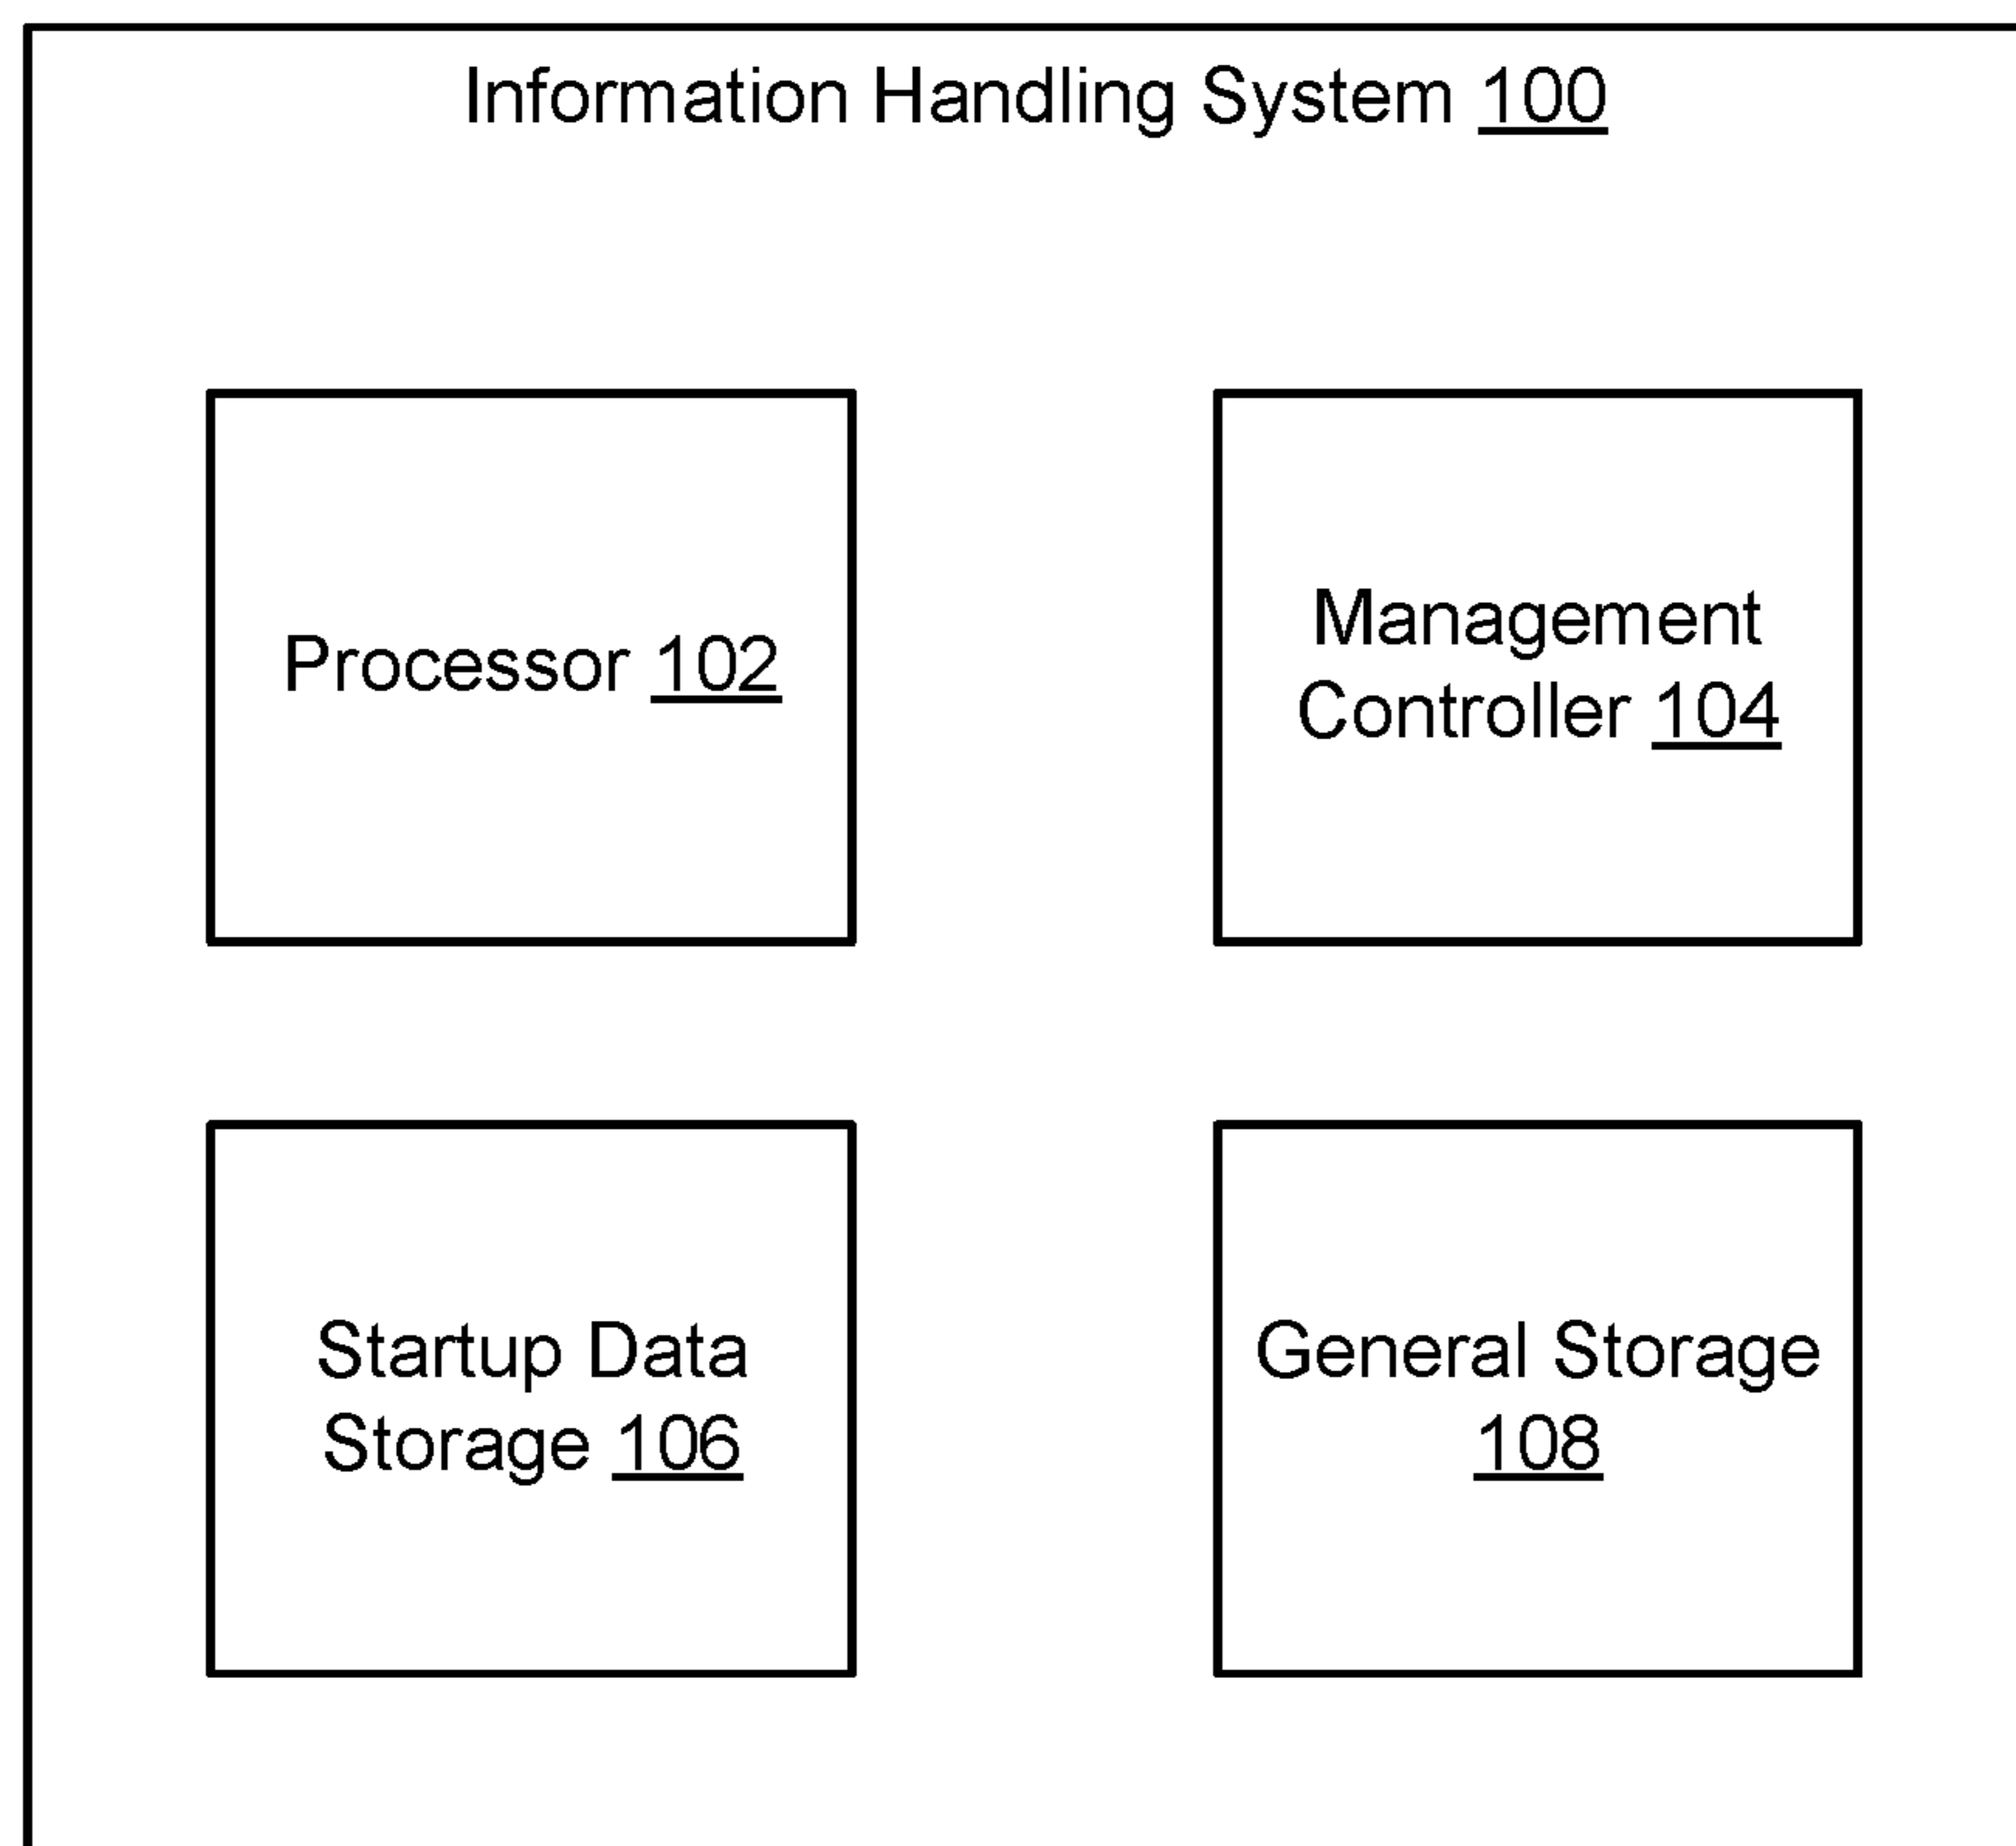 Information Handling System 100
Processor 102
Management
Controller 104
Startup Data
Storage 106
General Storage
108